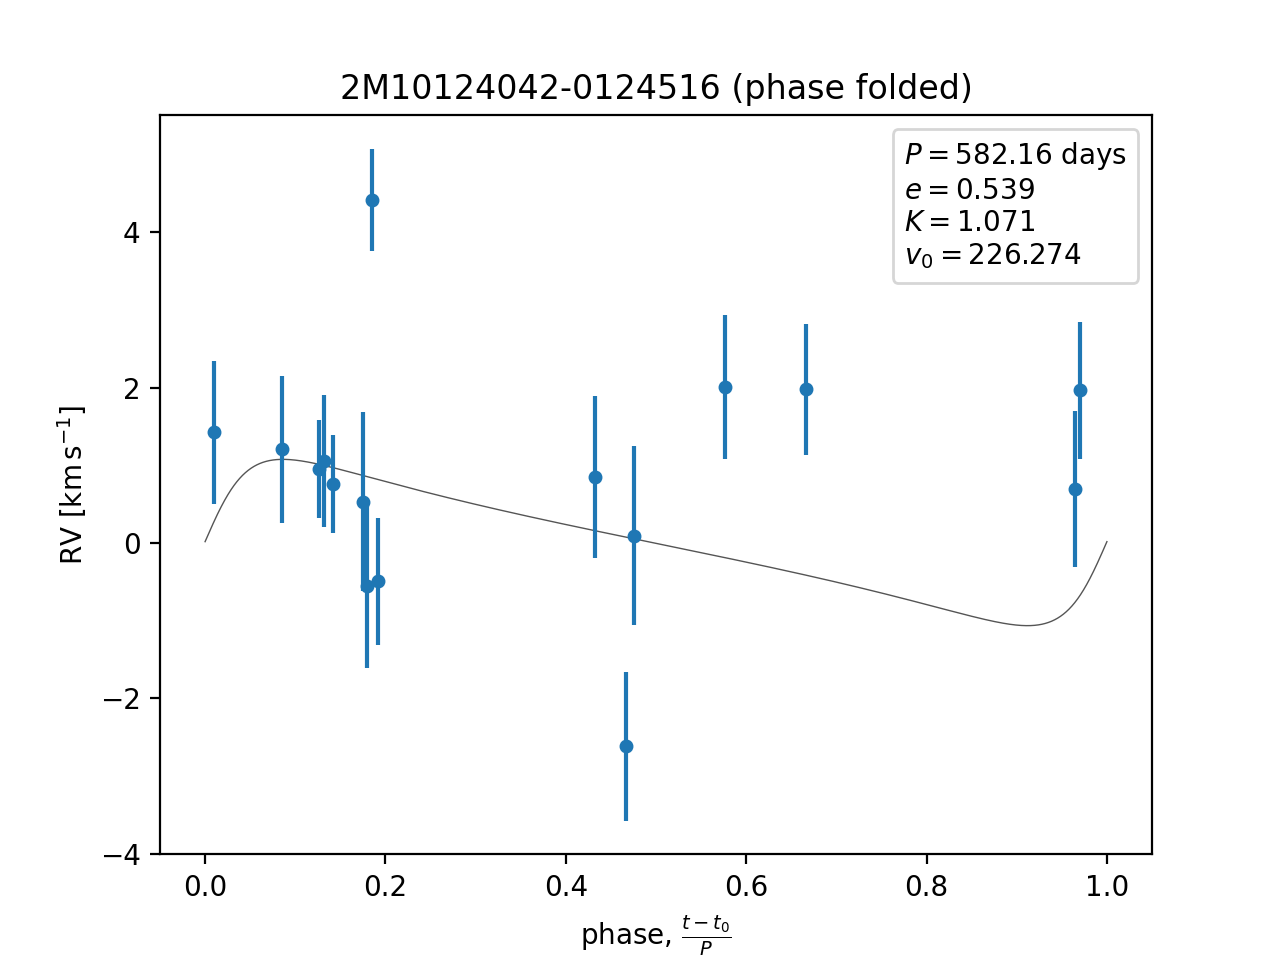 2M10124042-0124516 (phase folded)
P = 582.16 days
e = 0.539
K = 1.071
v₀ = 226.274
RV [km s⁻¹]
4
2
0
−2
−4
0.0 0.2 0.4 0.6 0.8 1.0
phase, (t − t₀)/P